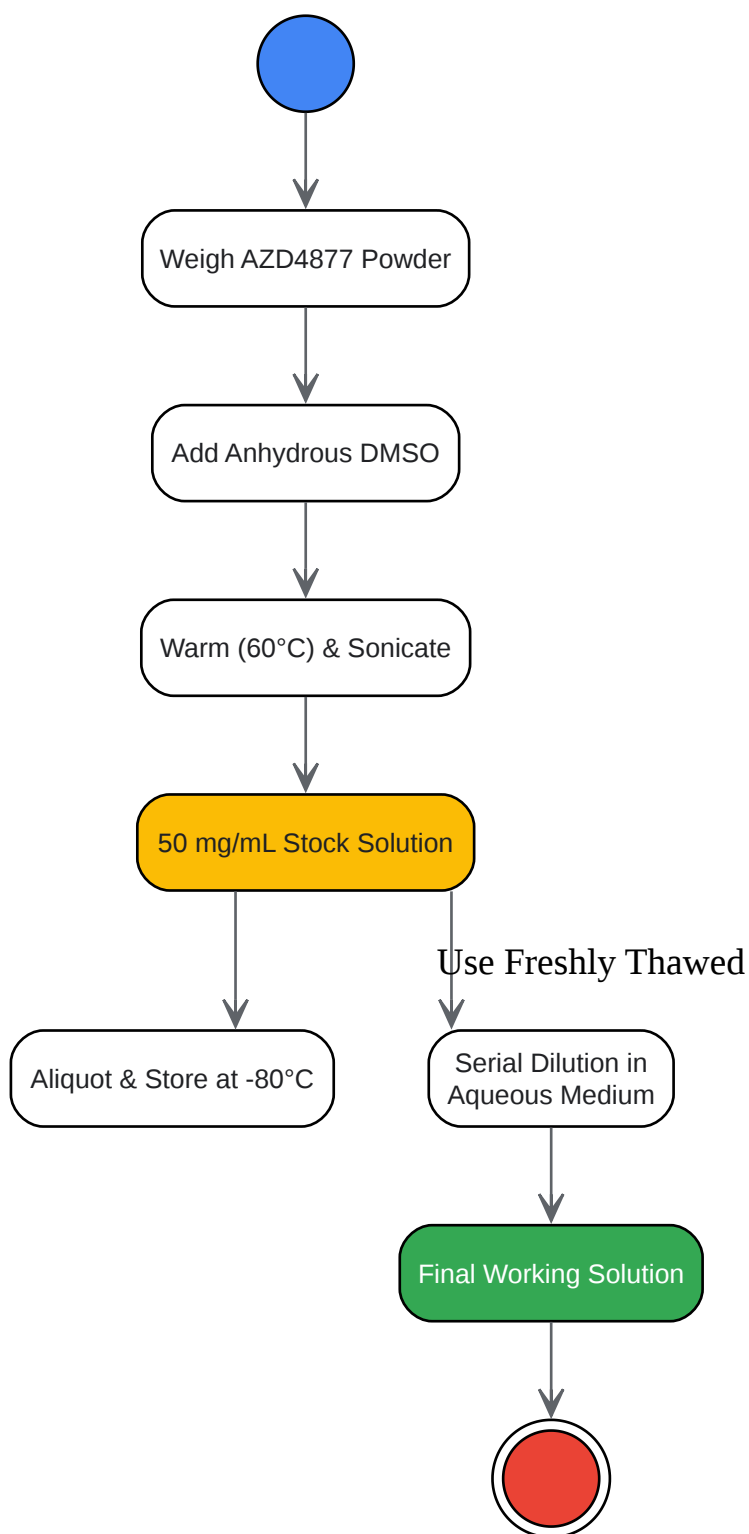 Weigh AZD4877 Powder
Add Anhydrous DMSO
Warm (60°C) & Sonicate
50 mg/mL Stock Solution
Use Freshly Thawed
Aliquot & Store at -80°C
Serial Dilution in
Aqueous Medium
Final Working Solution